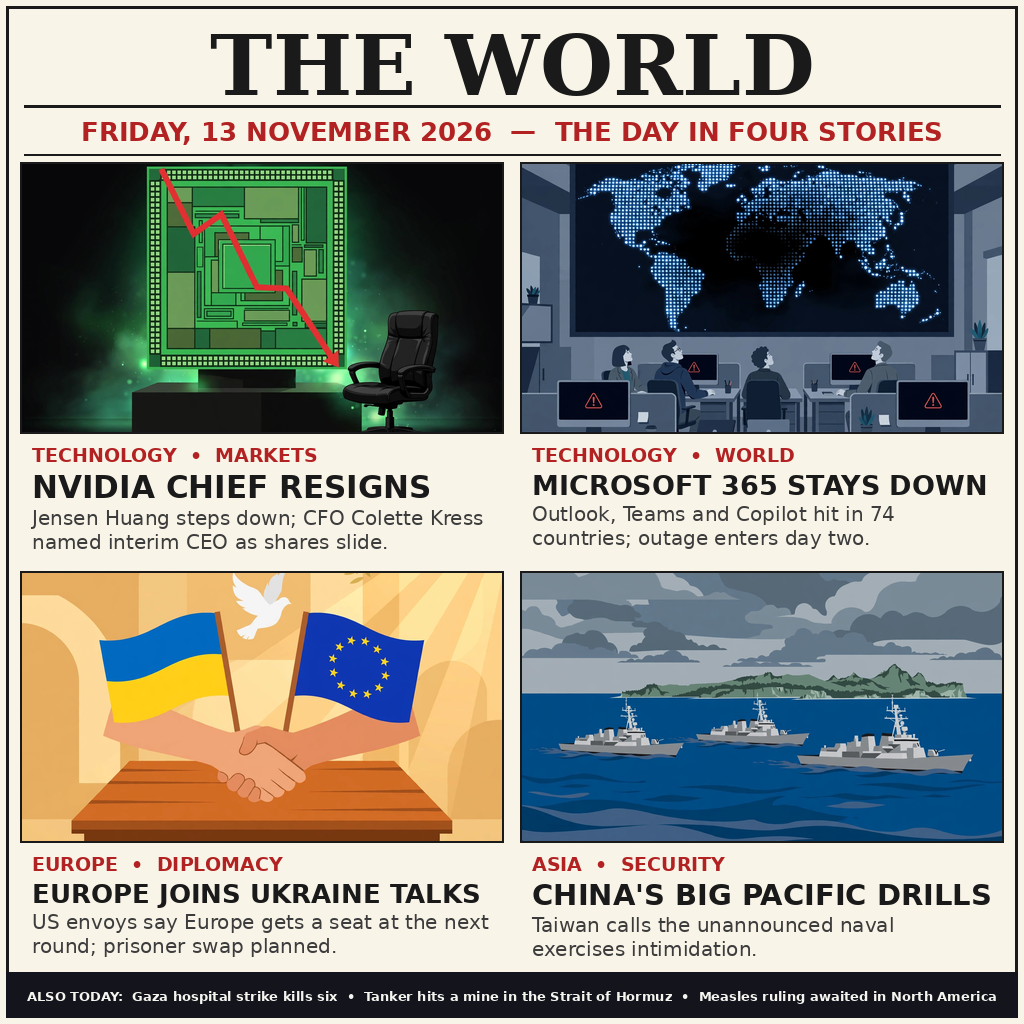 THE WORLD
FRIDAY, 13 NOVEMBER 2026 — THE DAY IN FOUR STORIES
TECHNOLOGY • MARKETS
NVIDIA CHIEF RESIGNS
Jensen Huang steps down; CFO Colette Kress
named interim CEO as shares slide.
TECHNOLOGY • WORLD
MICROSOFT 365 STAYS DOWN
Outlook, Teams and Copilot hit in 74
countries; outage enters day two.
EUROPE • DIPLOMACY
EUROPE JOINS UKRAINE TALKS
US envoys say Europe gets a seat at the next
round; prisoner swap planned.
ASIA • SECURITY
CHINA'S BIG PACIFIC DRILLS
Taiwan calls the unannounced naval
exercises intimidation.
ALSO TODAY: Gaza hospital strike kills six • Tanker hits a mine in the Strait of Hormuz • Measles ruling awaited in North America